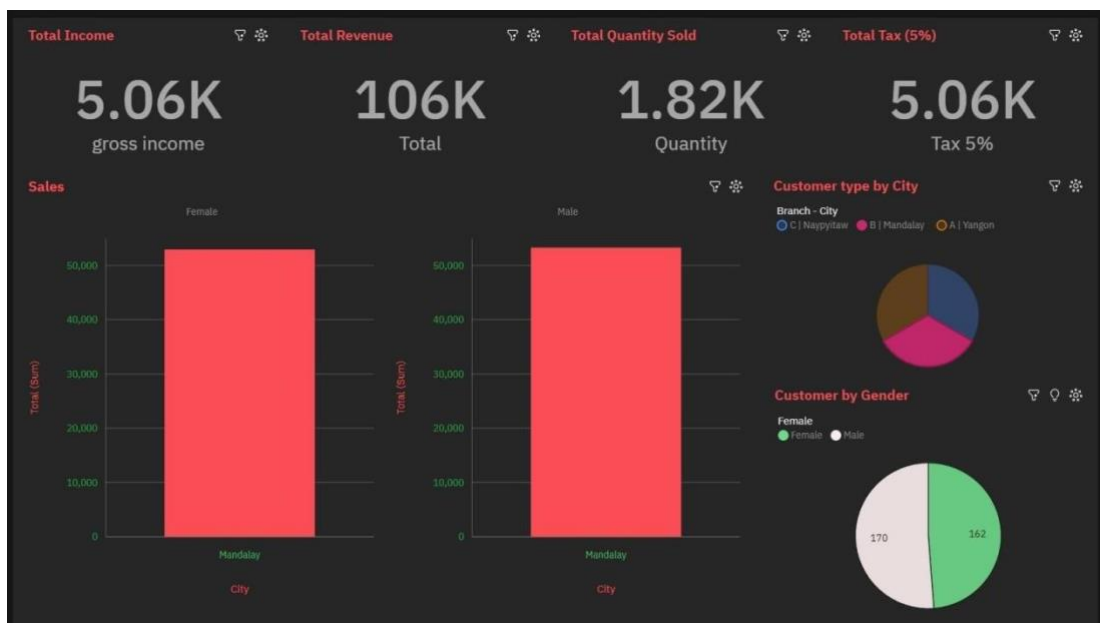 Total Income
Total Revenue
Total Quantity Sold
Total Tax (5%)
5.06K
gross income
106K
Total
1.82K
Quantity
5.06K
Tax 5%
Sales
Female
Male
50,000
40,000
30,000
20,000
10,000
0
Total (Sum)
Mandalay
City
50,000
40,000
30,000
20,000
10,000
0
Total (Sum)
Mandalay
City
Customer type by City
Branch - City
C | Naypyitaw B | Mandalay A | Yangon
Customer by Gender
Female
Female Male
170
162